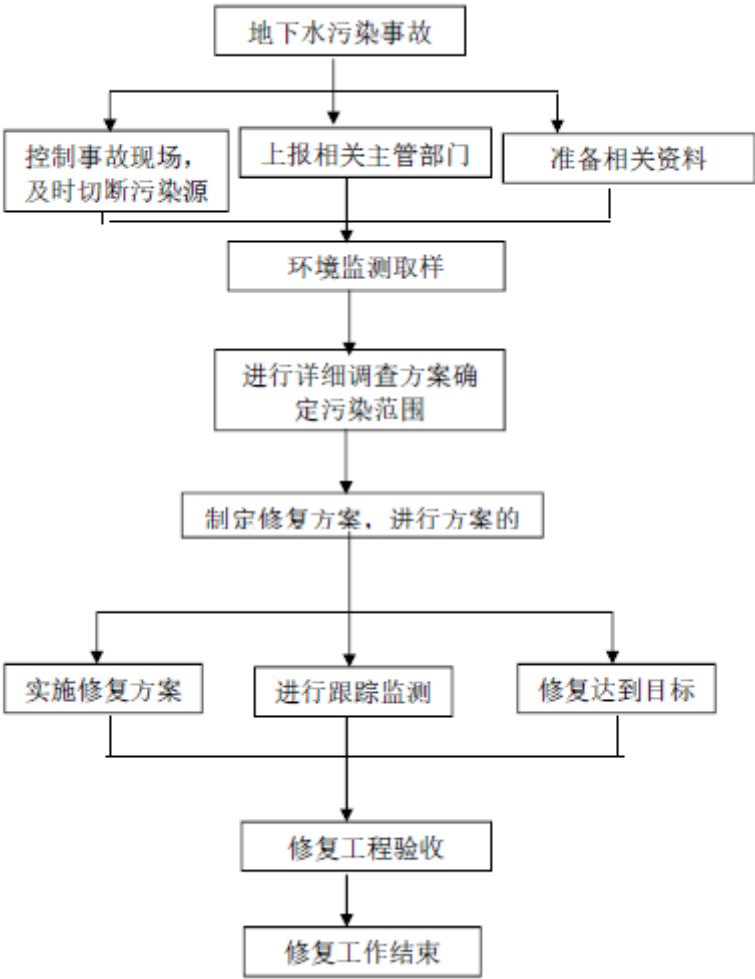 地下水污染事故
控制事故现场，
及时切断污染源
上报相关主管部门
准备相关资料
环境监测取样
进行详细调查方案确
定污染范围
制定修复方案，进行方案的
实施修复方案
进行跟踪监测
修复达到目标
修复工程验收
修复工作结束